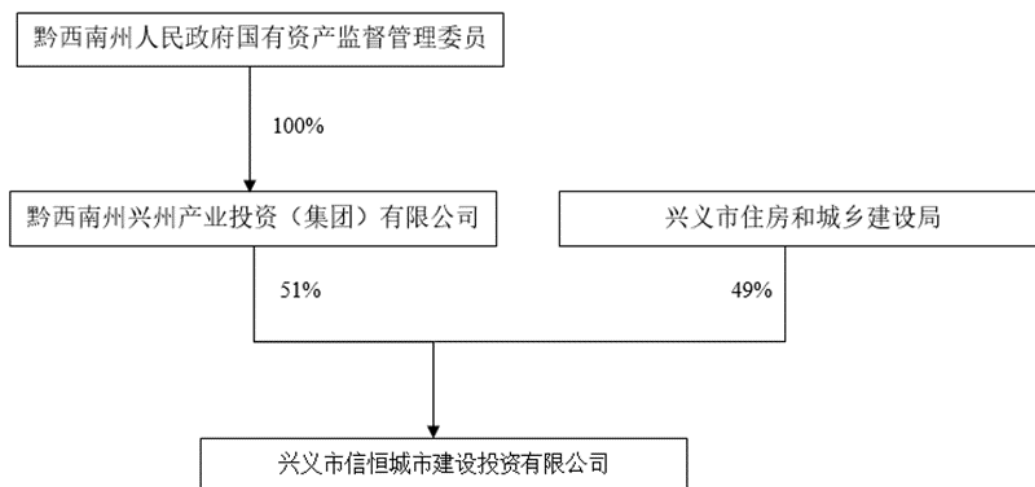 黔西南州人民政府国有资产监督管理委员
100%
黔西南州兴州产业投资（集团）有限公司
兴义市住房和城乡建设局
51%
49%
兴义市信恒城市建设投资有限公司